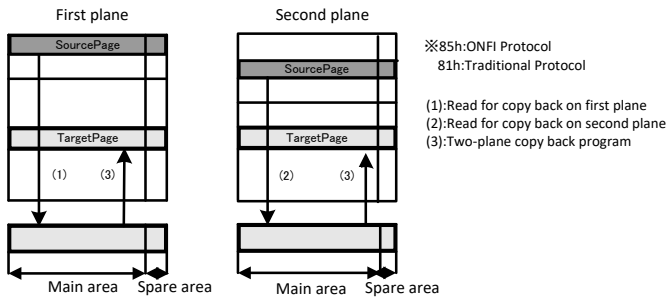 First plane
Second plane
SourcePage
SourcePage
TargetPage
TargetPage
(1)
(3)
(2)
(3)
Main area
Spare area
Main area
Spare area
※85h:ONFI Protocol
81h:Traditional Protocol
(1):Read for copy back on first plane
(2):Read for copy back on second plane
(3):Two-plane copy back program